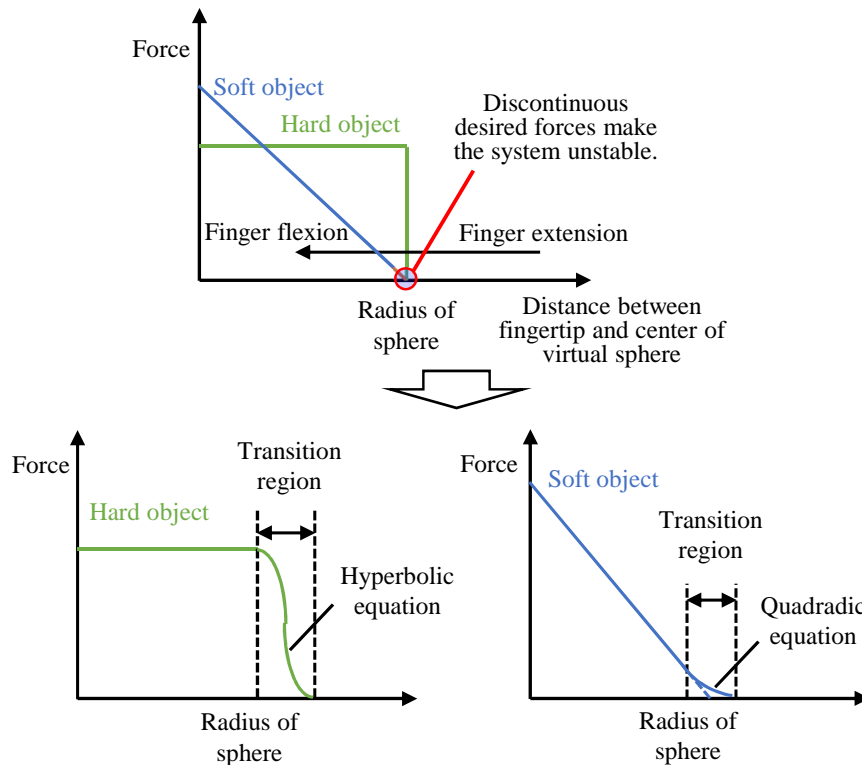 Force
Soft object
Hard object
Discontinuous
desired forces make
the system unstable.
Finger flexion
Finger extension
Radius of
sphere
Distance between
fingertip and center of
virtual sphere
Force
Transition
region
Hard object
Hyperbolic
equation
Radius of
sphere
Force
Soft object
Transition
region
Quadradic
equation
Radius of
sphere